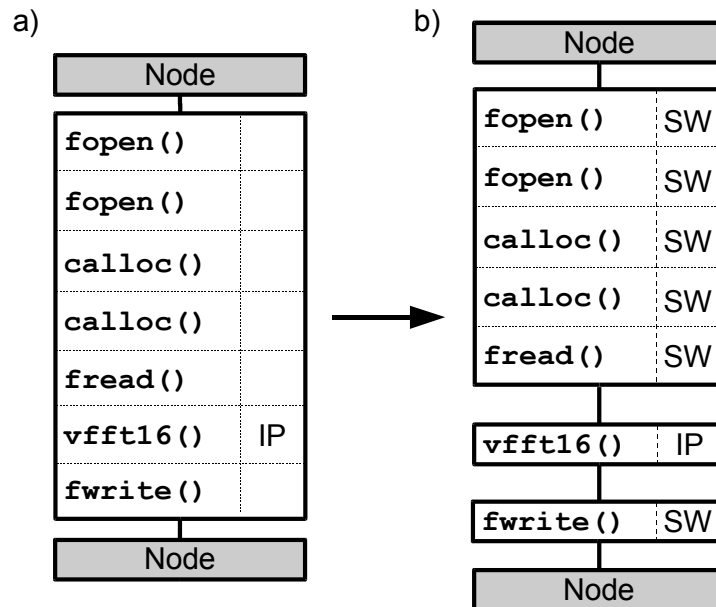 a)
Node
fopen()
fopen()
calloc()
calloc()
fread()
vfft16() IP
fwrite()
Node
b)
Node
fopen() SW
fopen() SW
calloc() SW
calloc() SW
fread() SW
vfft16() IP
fwrite() SW
Node